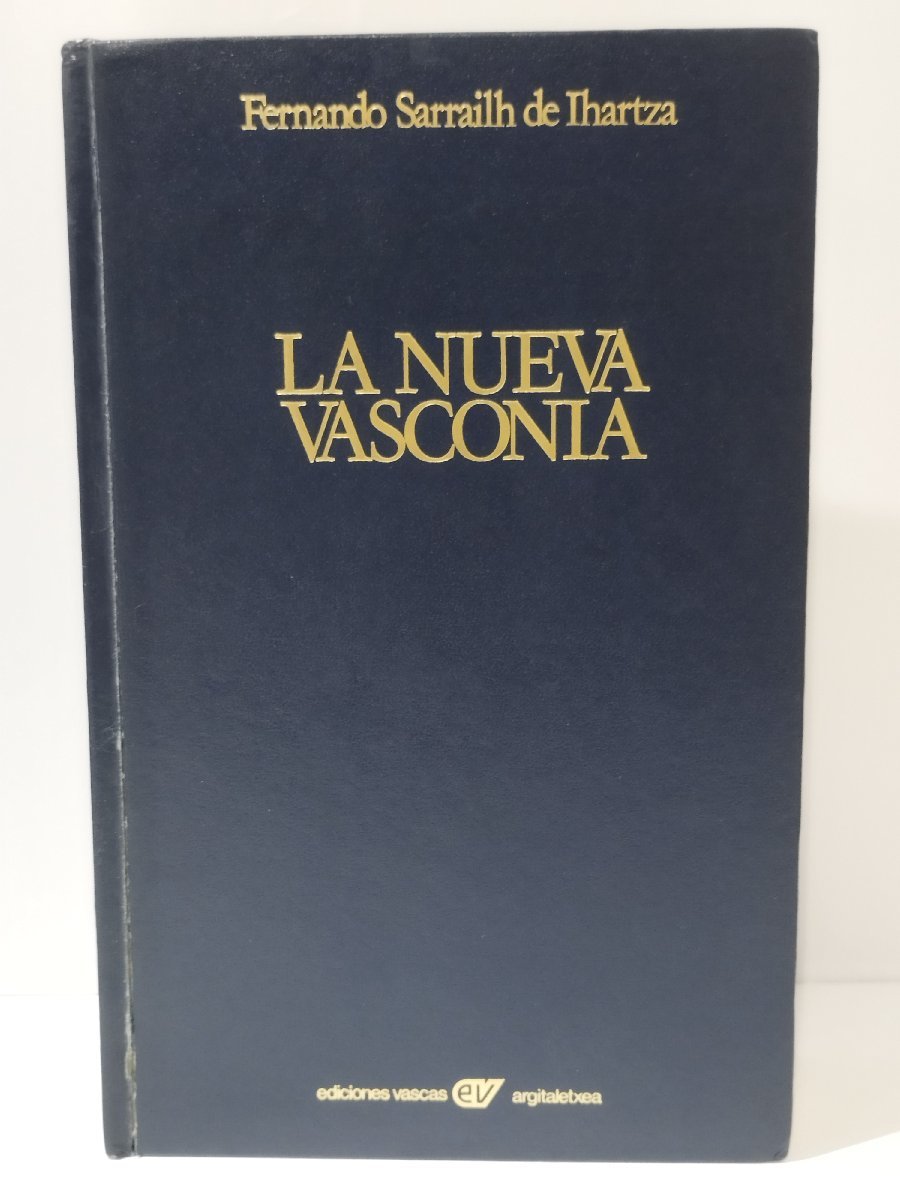 Fernando Sarrailh de Ihartza
LA NUEVA
VASCONIA
ediciones vascas ev argitaletxea